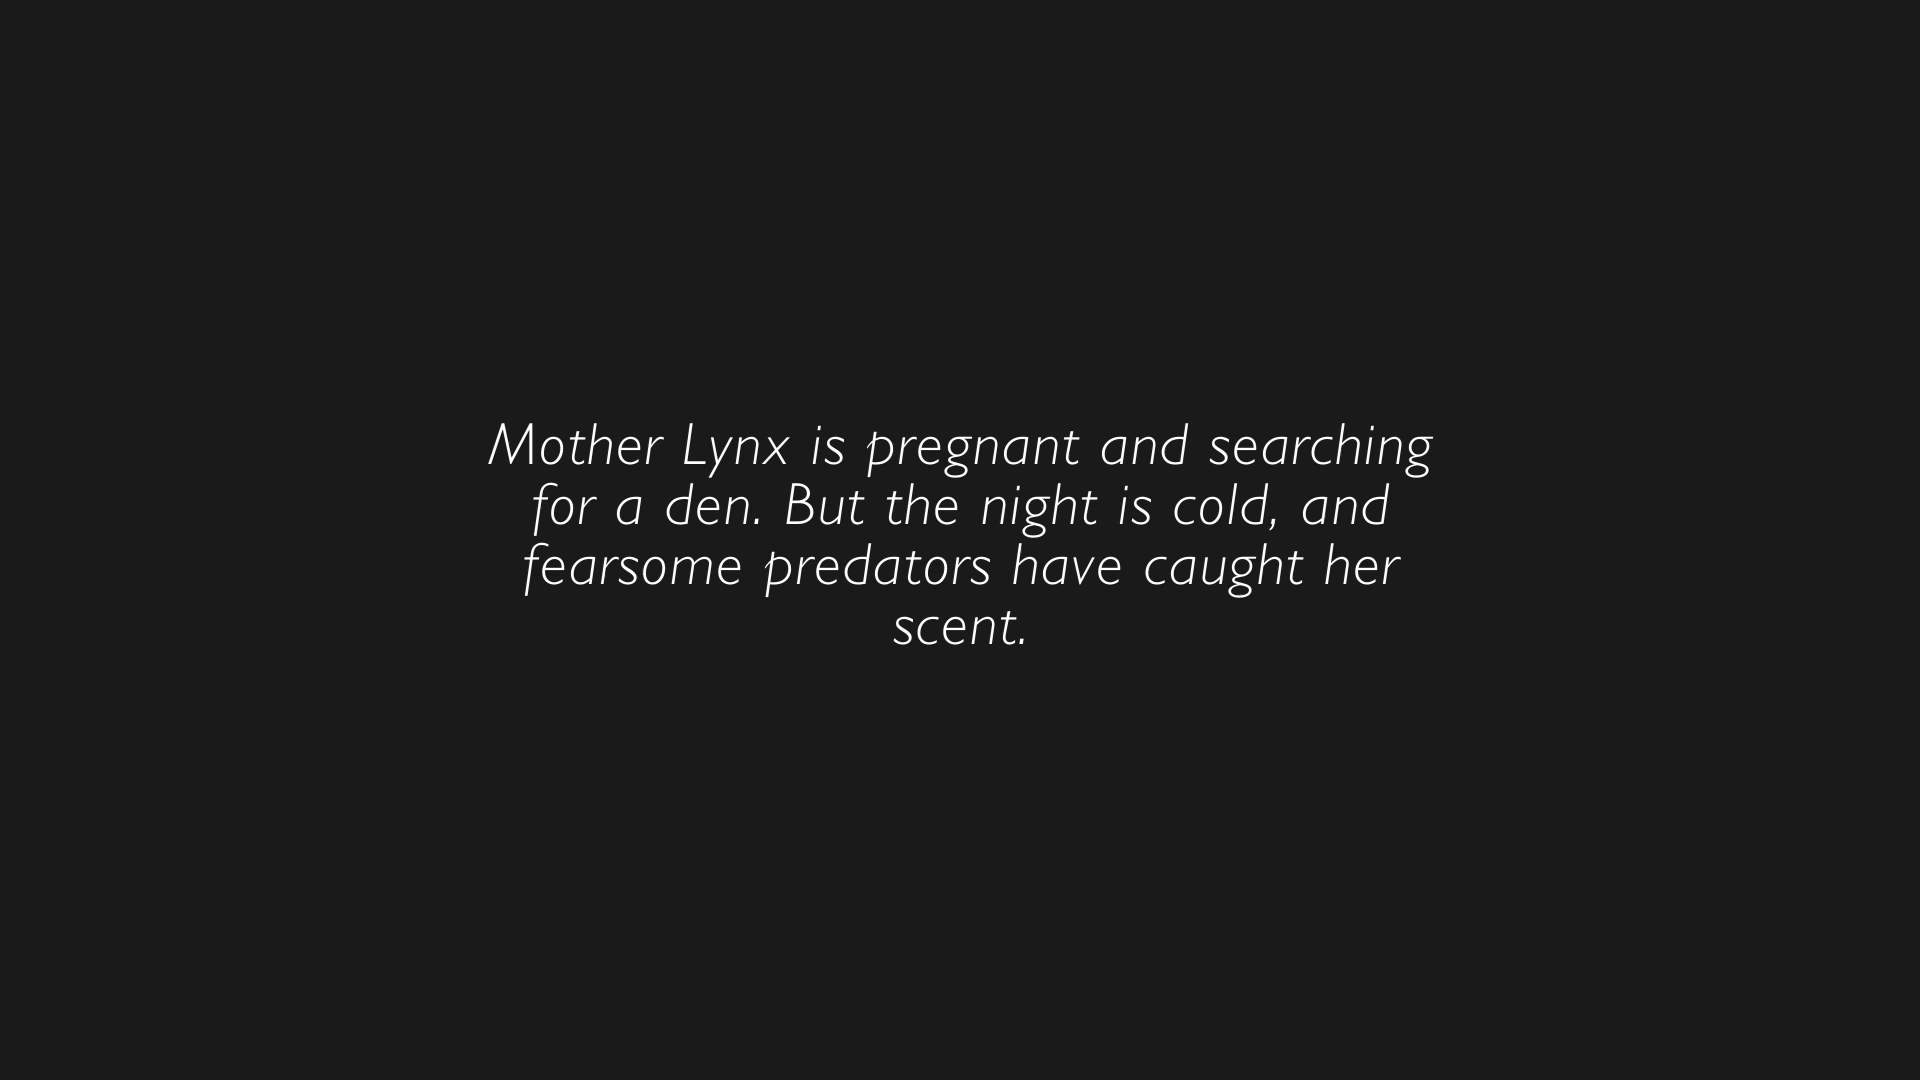 Mother Lynx is pregnant and searching
for a den. But the night is cold, and
fearsome predators have caught her
scent.